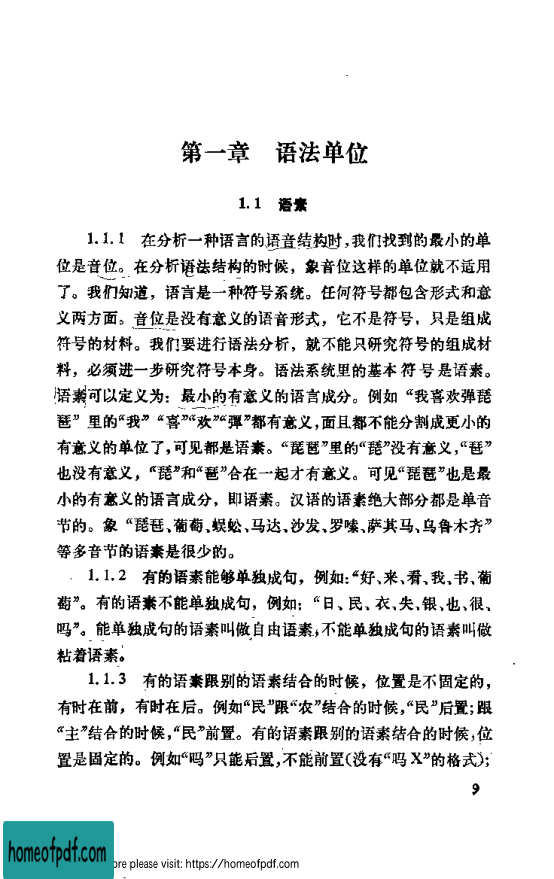 第一章　语法单位
1.1 语素
1.1.1 在分析一种语言的语音结构时,我们找到的最小的单
位是音位。在分析语法结构的时候，象音位这样的单位就不适用
了。我们知道，语言是一种符号系统。任何符号都包含形式和意
义两方面。音位是没有意义的语音形式，它不是符号，只是组成
符号的材料。我们要进行语法分析，就不能只研究符号的组成材
料，必须进一步研究符号本身。语法系统里的基本符号是语素。
语素可以定义为：最小的有意义的语言成分。例如“我喜欢弹琵
琶”里的“我”“喜”“欢”“弹”都有意义,而且都不能分割成更小的
有意义的单位了,可见都是语素。“琵琶”里的“琵”没有意义,“琶”
也没有意义，“琵”和“琶”合在一起才有意义。可见“琵琶”也是最
小的有意义的语言成分，即语素。汉语的语素绝大部分都是单音
节的。象“琵琶、葡萄、蜈蚣、马达、沙发、罗嗦、萨其马、乌鲁木齐”
等多音节的语素是很少的。
1.1.2 有的语素能够单独成句，例如：“好、来、看、我、书、葡
萄”。有的语素不能单独成句，例如：“日、民、衣、失、银、也、很、
吗”。能单独成句的语素叫做自由语素,不能单独成句的语素叫做
粘着语素。
1.1.3 有的语素跟别的语素结合的时候，位置是不固定的，
有时在前，有时在后。例如“民”跟“农”结合的时候,“民”后置；跟
“主”结合的时候,“民”前置。有的语素跟别的语素结合的时候,位
置是固定的。例如“吗”只能后置,不能前置(没有“吗X”的格式);
9
homeofpdf.com
ore please visit: https://homeofpdf.com